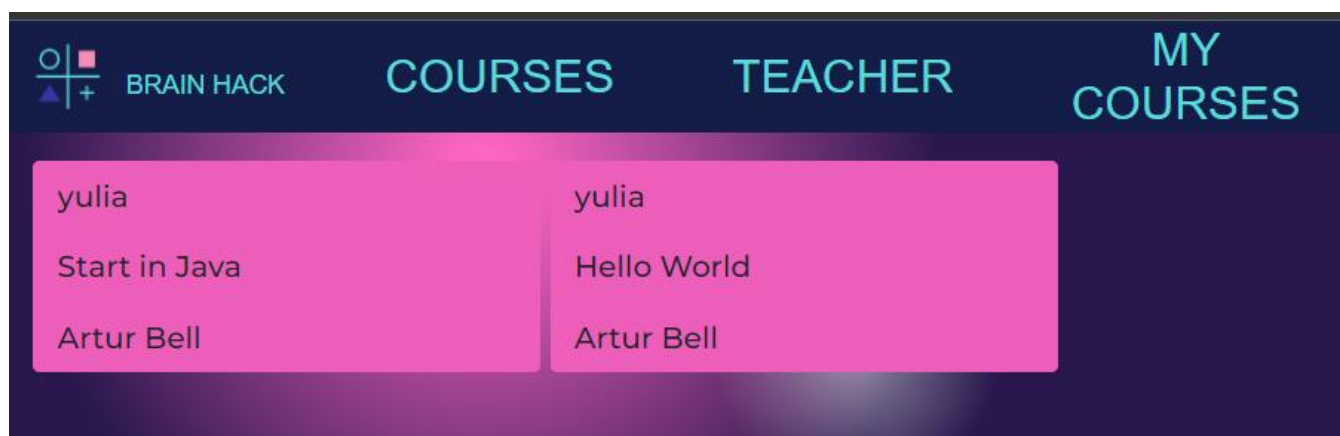 BRAIN HACK
COURSES
TEACHER
MY
COURSES
yulia
Start in Java
Artur Bell
yulia
Hello World
Artur Bell